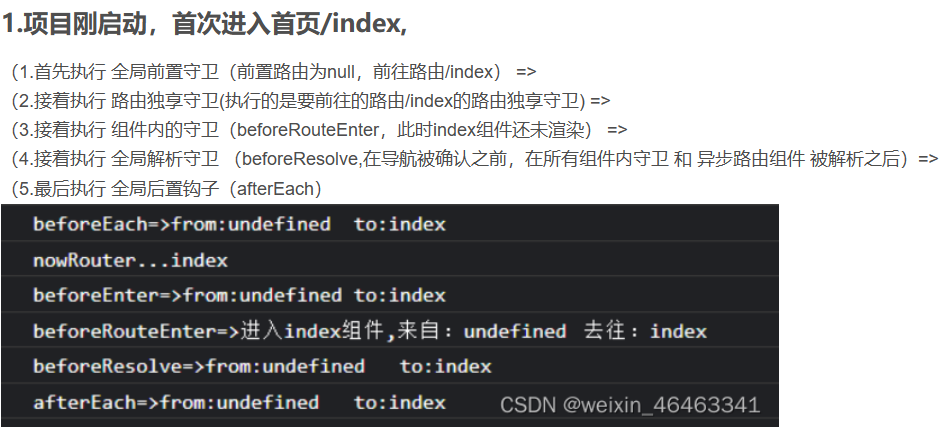 1.项目刚启动，首次进入首页/index,
（1.首先执行 全局前置守卫（前置路由为null，前往路由/index） =>
（2.接着执行 路由独享守卫(执行的是要前往的路由/index的路由独享守卫) =>
（3.接着执行 组件内的守卫（beforeRouteEnter，此时index组件还未渲染） =>
（4.接着执行 全局解析守卫 （beforeResolve,在导航被确认之前，在所有组件内守卫 和 异步路由组件 被解析之后）=>
（5.最后执行 全局后置钩子（afterEach）
beforeEach=>from:undefined  to:index
nowRouter...index
beforeEnter=>from:undefined to:index
beforeRouteEnter=>进入index组件,来自：undefined  去往：index
beforeResolve=>from:undefined   to:index
afterEach=>from:undefined   to:index
CSDN @weixin_46463341